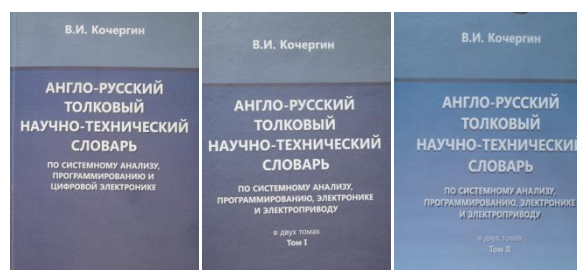 В.И. Кочергин
АНГЛО-РУССКИЙ
ТОЛКОВЫЙ
НАУЧНО-ТЕХНИЧЕСКИЙ
СЛОВАРЬ
ПО СИСТЕМНОМУ АНАЛИЗУ,
ПРОГРАММИРОВАНИЮ И
ЦИФРОВОЙ ЭЛЕКТРОНИКЕ
В.И. Кочергин
АНГЛО-РУССКИЙ
ТОЛКОВЫЙ
НАУЧНО-ТЕХНИЧЕСКИЙ
СЛОВАРЬ
ПО СИСТЕМНОМУ АНАЛИЗУ,
ПРОГРАММИРОВАНИЮ, ЭЛЕКТРОНИКЕ
И ЭЛЕКТРОПРИВОДУ
в двух томах
Том I
В.И. Кочергин
АНГЛО-РУССКИЙ
ТОЛКОВЫЙ
НАУЧНО-ТЕХНИЧЕСКИ
СЛОВАРЬ
ПО СИСТЕМНОМУ АНАЛИЗУ,
ПРОГРАММИРОВАНИЮ, ЭЛЕКТРОНИКЕ
И ЭЛЕКТРОПРИВОДУ
в двух томах
Том II